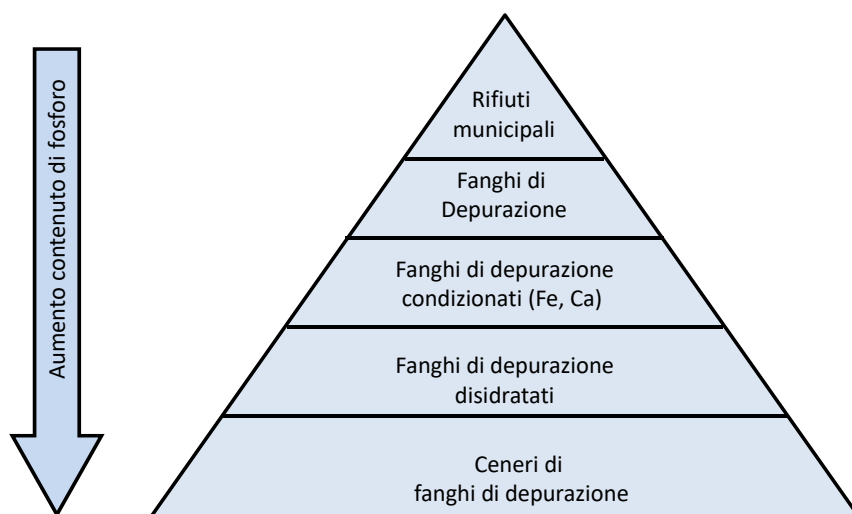 Aumento contenuto di fosforo
Rifiuti
municipali
Fanghi di
Depurazione
Fanghi di depurazione
condizionati (Fe, Ca)
Fanghi di depurazione
disidratati
Ceneri di
fanghi di depurazione